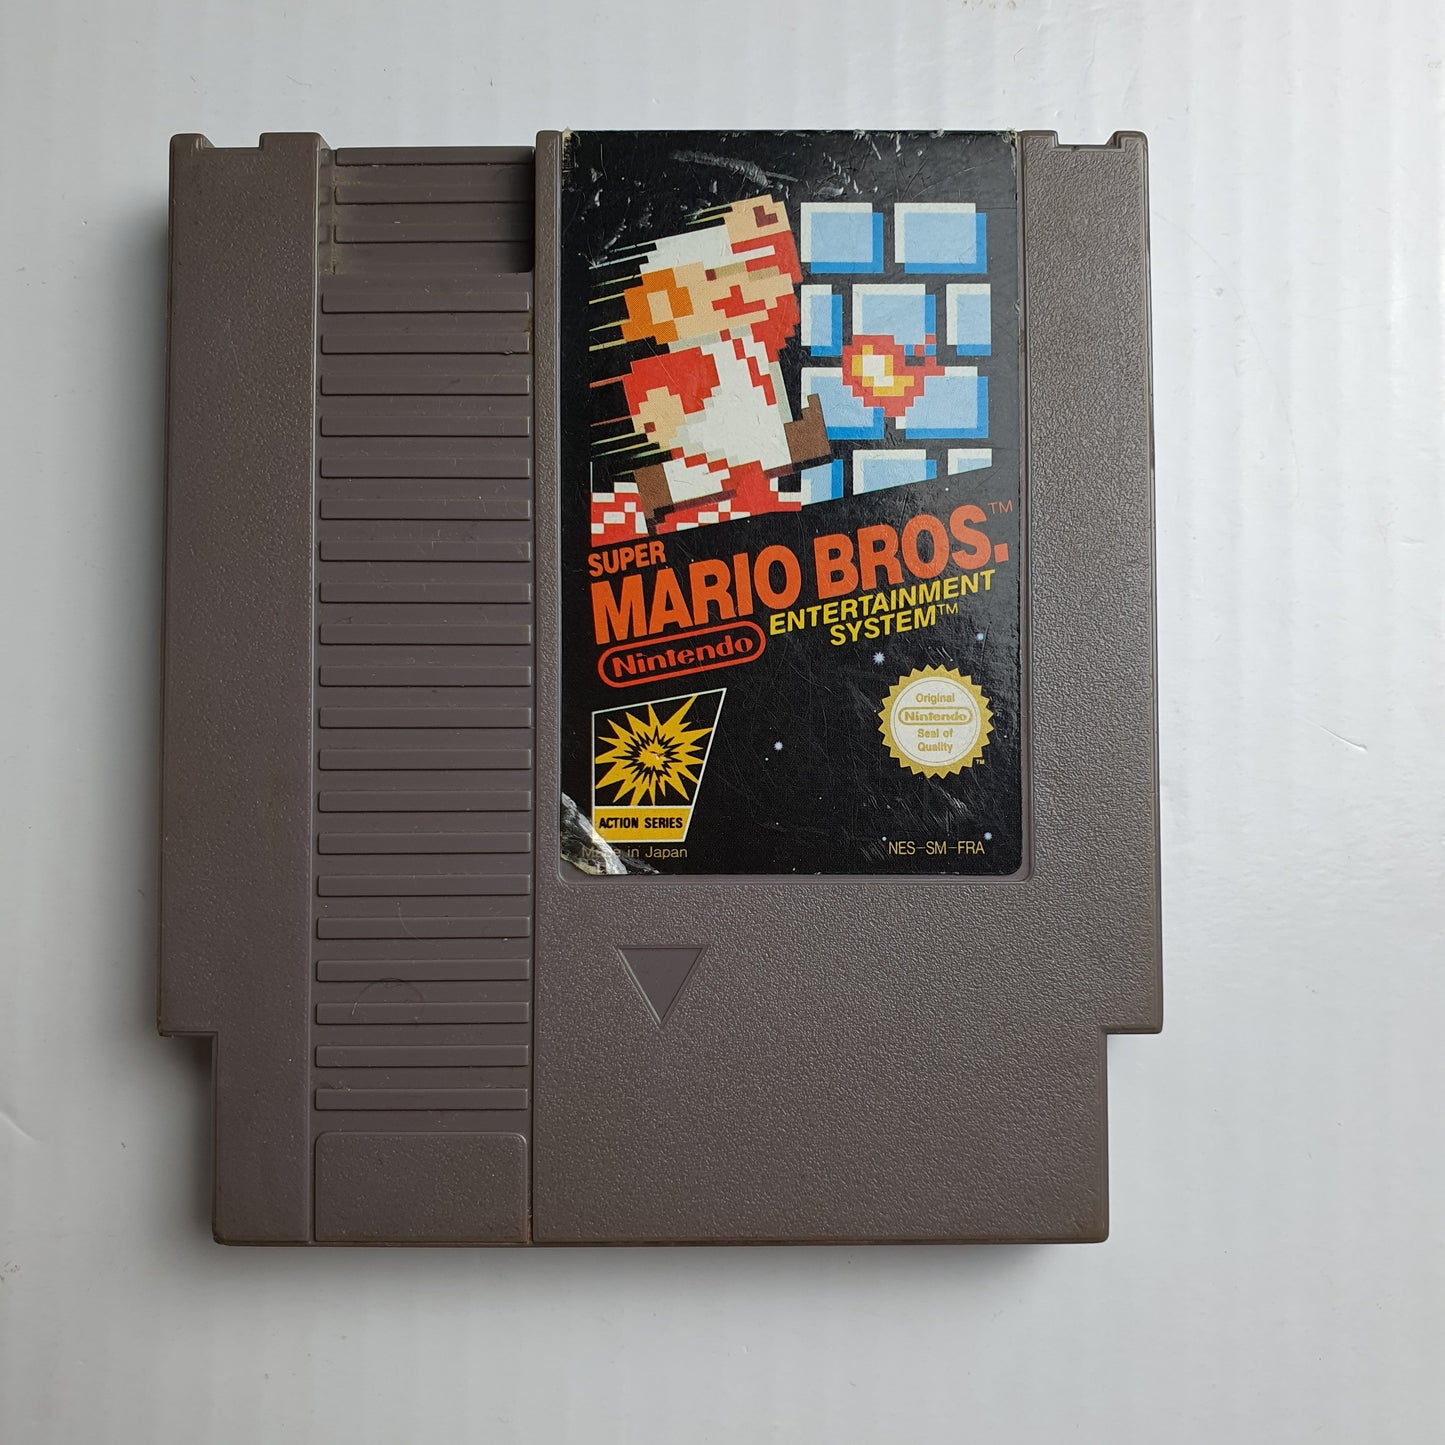 SUPER
MARIO BROS.™
ENTERTAINMENT
SYSTEM™
Nintendo
Original
Nintendo
Seal of
Quality
™
ACTION SERIES
in Japan
NES-SM-FRA